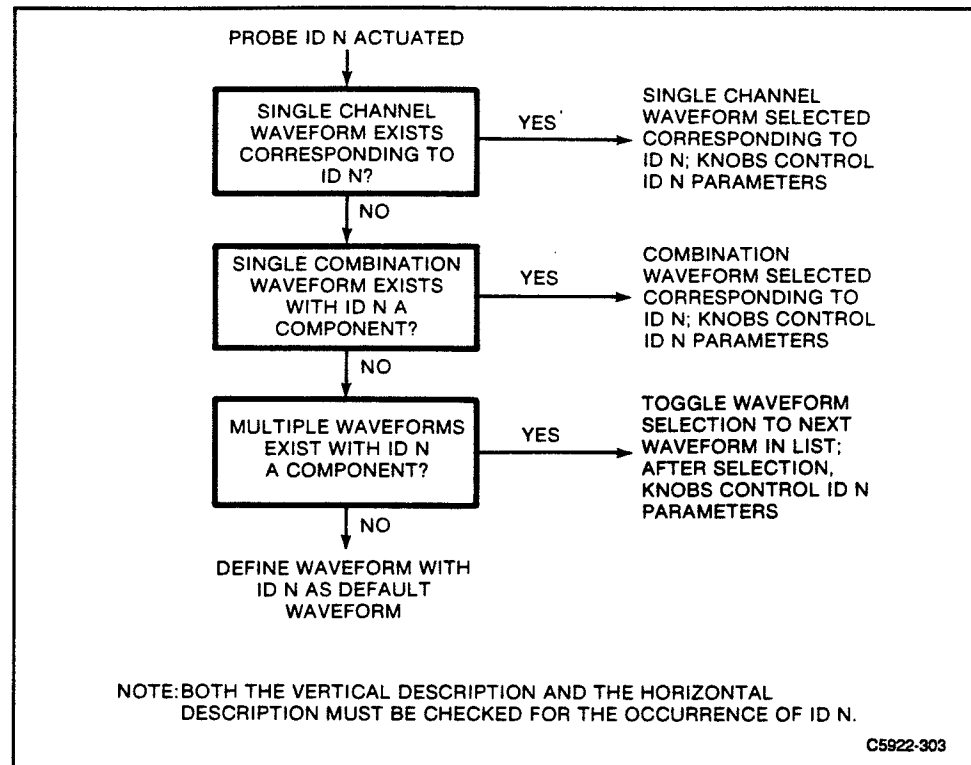 PROBE ID N ACTUATED
SINGLE CHANNEL
WAVEFORM EXISTS
CORRESPONDING TO
ID N?
YES
SINGLE CHANNEL
WAVEFORM SELECTED
CORRESPONDING TO
ID N; KNOBS CONTROL
ID N PARAMETERS
NO
SINGLE COMBINATION
WAVEFORM EXISTS
WITH ID N A
COMPONENT?
YES
COMBINATION
WAVEFORM SELECTED
CORRESPONDING TO
ID N; KNOBS CONTROL
ID N PARAMETERS
NO
MULTIPLE WAVEFORMS
EXIST WITH ID N
A COMPONENT?
YES
TOGGLE WAVEFORM
SELECTION TO NEXT
WAVEFORM IN LIST;
AFTER SELECTION,
KNOBS CONTROL ID N
PARAMETERS
NO
DEFINE WAVEFORM WITH
ID N AS DEFAULT
WAVEFORM
NOTE: BOTH THE VERTICAL DESCRIPTION AND THE HORIZONTAL
DESCRIPTION MUST BE CHECKED FOR THE OCCURRENCE OF ID N.
C5922-303